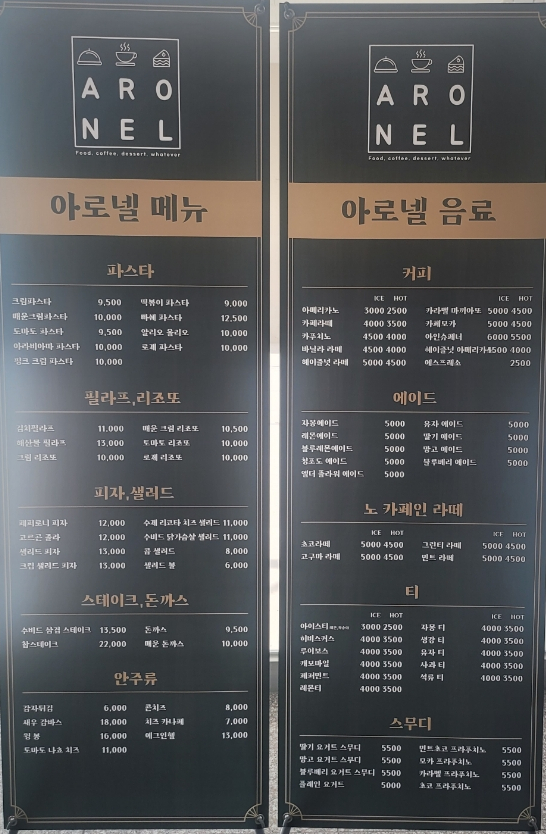 ARO
NEL
Food, coffee, dessert, whatever
아로넬 메뉴
파스타
크림파스타 9,500 떡볶이 파스타 9,000
매운크림파스타 10,000 빠쉐 파스타 12,500
토마토 파스타 9,500 알리오 올리오 10,000
아라비아따 파스타 10,000 로제 파스타 10,000
핑크 크림 파스타 10,000
필라프,리조또
김치필라프 11,000 매운 크림 리조또 10,500
해산물 필라프 13,000 토마토 리조또 10,000
크림 리조또 10,000 로제 리조또 10,000
피자,샐러드
페퍼로니 피자 12,000 수제 리코타 치즈 샐러드 11,000
고르곤 졸라 12,000 수비드 닭가슴살 샐러드 11,000
샐러드 피자 13,000 콥 샐러드 8,000
크림 샐러드 피자 13,000 샐러드 볼 6,000
스테이크,돈까스
수비드 찹찹 스테이크 13,500 돈까스 9,500
찹스테이크 22,000 매운 돈까스 10,000
안주류
감자튀김 6,000 콘치즈 8,000
새우 감바스 18,000 치즈 카나페 7,000
윙 봉 16,000 에그인헬 13,000
토마토 나쵸 치즈 11,000
ARO
NEL
Food, coffee, dessert, whatever
아로넬 음료
커피
ICE HOT ICE HOT
아메리카노 3000 2500 카라멜 마끼아또 5000 4500
카페라떼 4000 3500 카페모카 5000 4500
카푸치노 4500 4000 아인슈페너 6000 5500
바닐라 라떼 4500 4000 헤이즐넛 아메리카노 4500 4000
헤이즐넛 라떼 5000 4500 에스프레소 2500
에이드
자몽에이드 5000 유자 에이드 5000
레몬에이드 5000 딸기 에이드 5000
블루레몬에이드 5000 망고 에이드 5000
청포도 에이드 5000 블루베리 에이드 5000
엘더 플라워 에이드 5000
노 카페인 라떼
ICE HOT ICE HOT
초코라떼 5000 4500 그린티 라떼 5000 4500
고구마 라떼 5000 4500 민트 라떼 5000 4500
티
ICE HOT ICE HOT
아이스티 3000 2500 자몽 티 4000 3500
히비스커스 4000 3500 생강 티 4000 3500
루이보스 4000 3500 유자 티 4000 3500
캐모마일 4000 3500 사과 티 4000 3500
페퍼민트 4000 3500 석류 티 4000 3500
레몬티 4000 3500
스무디
딸기 요거트 스무디 5500 민트초코 프라푸치노 5500
망고 요거트 스무디 5500 모카 프라푸치노 5500
블루베리 요거트 스무디 5500 카라멜 프라푸치노 5500
플레인 요거트 5000 초코 프라푸치노 5500